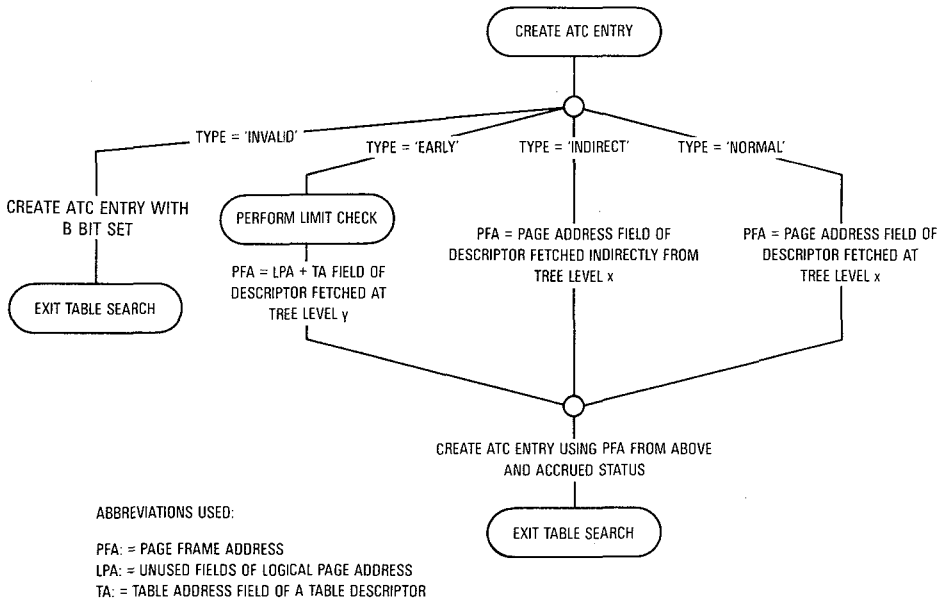 CREATE ATC ENTRY
TYPE = 'INVALID'
TYPE = 'EARLY'
TYPE = 'INDIRECT'
TYPE = 'NORMAL'
CREATE ATC ENTRY WITH
B BIT SET
EXIT TABLE SEARCH
PERFORM LIMIT CHECK
PFA = LPA + TA FIELD OF
DESCRIPTOR FETCHED AT
TREE LEVEL y
PFA = PAGE ADDRESS FIELD OF
DESCRIPTOR FETCHED INDIRECTLY FROM
TREE LEVEL x
PFA = PAGE ADDRESS FIELD OF
DESCRIPTOR FETCHED AT
TREE LEVEL x
CREATE ATC ENTRY USING PFA FROM ABOVE
AND ACCRUED STATUS
EXIT TABLE SEARCH
ABBREVIATIONS USED:
PFA: = PAGE FRAME ADDRESS
LPA: = UNUSED FIELDS OF LOGICAL PAGE ADDRESS
TA: = TABLE ADDRESS FIELD OF A TABLE DESCRIPTOR